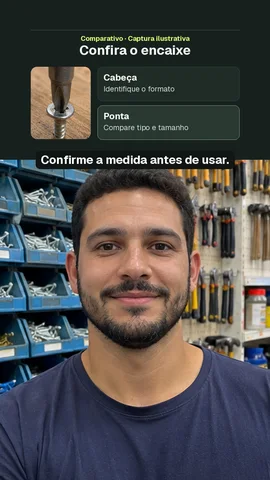 Comparativo · Captura ilustrativa
Confira o encaixe
Cabeça
Identifique o formato
Ponta
Compare tipo e tamanho
Confirme a medida antes de usar.